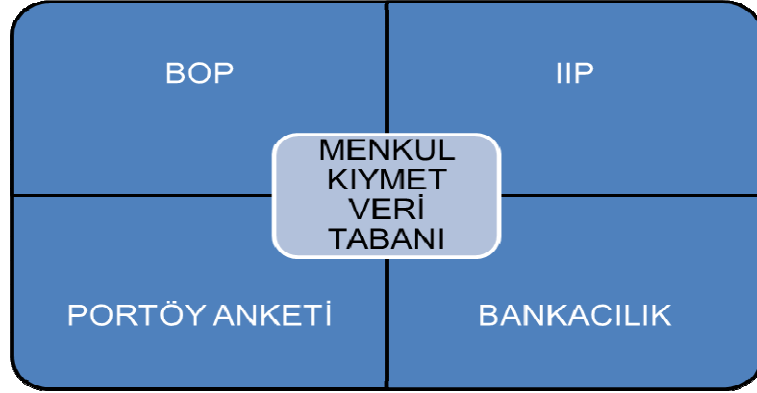 BOP
IIP
MENKUL
KIYMET
VERİ
TABANI
PORTÖY ANKETİ
BANKACILIK